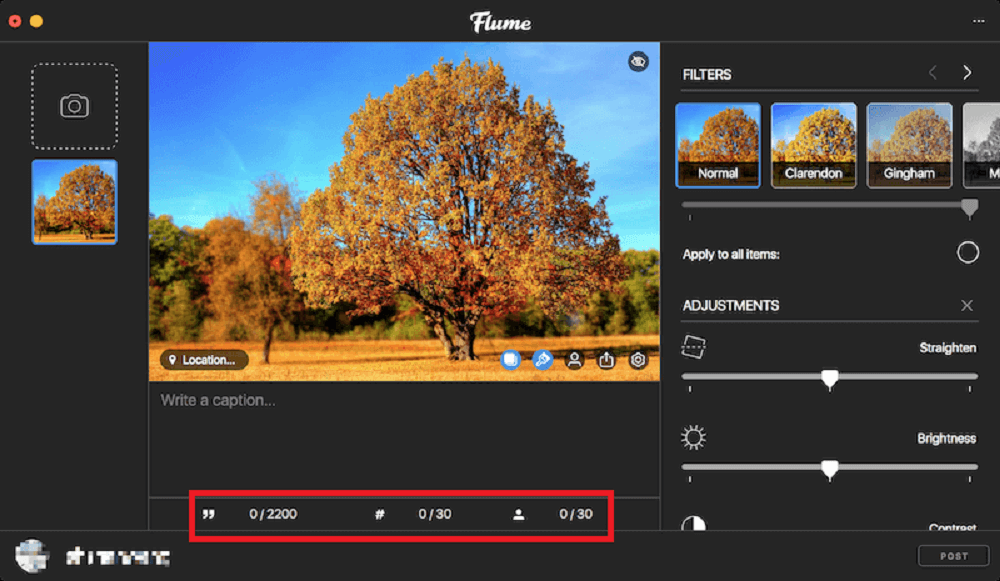 Flume
FILTERS
Normal
Clarendon
Gingham
M
Apply to all items:
ADJUSTMENTS
Straighten
Location...
Write a caption...
Brightness
0/2200
# 0/30
0/30
Contrast
POST